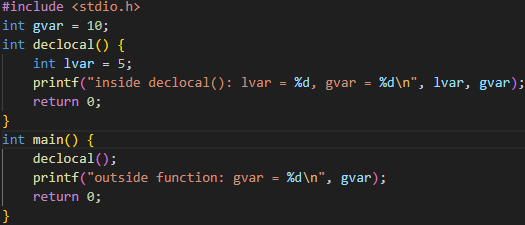 #include <stdio.h>
int gvar = 10;
int declocal() {
    int lvar = 5;
    printf("inside declocal(): lvar = %d, gvar = %d\n", lvar, gvar);
    return 0;
}
int main() {
    declocal();
    printf("outside function: gvar = %d\n", gvar);
    return 0;
}